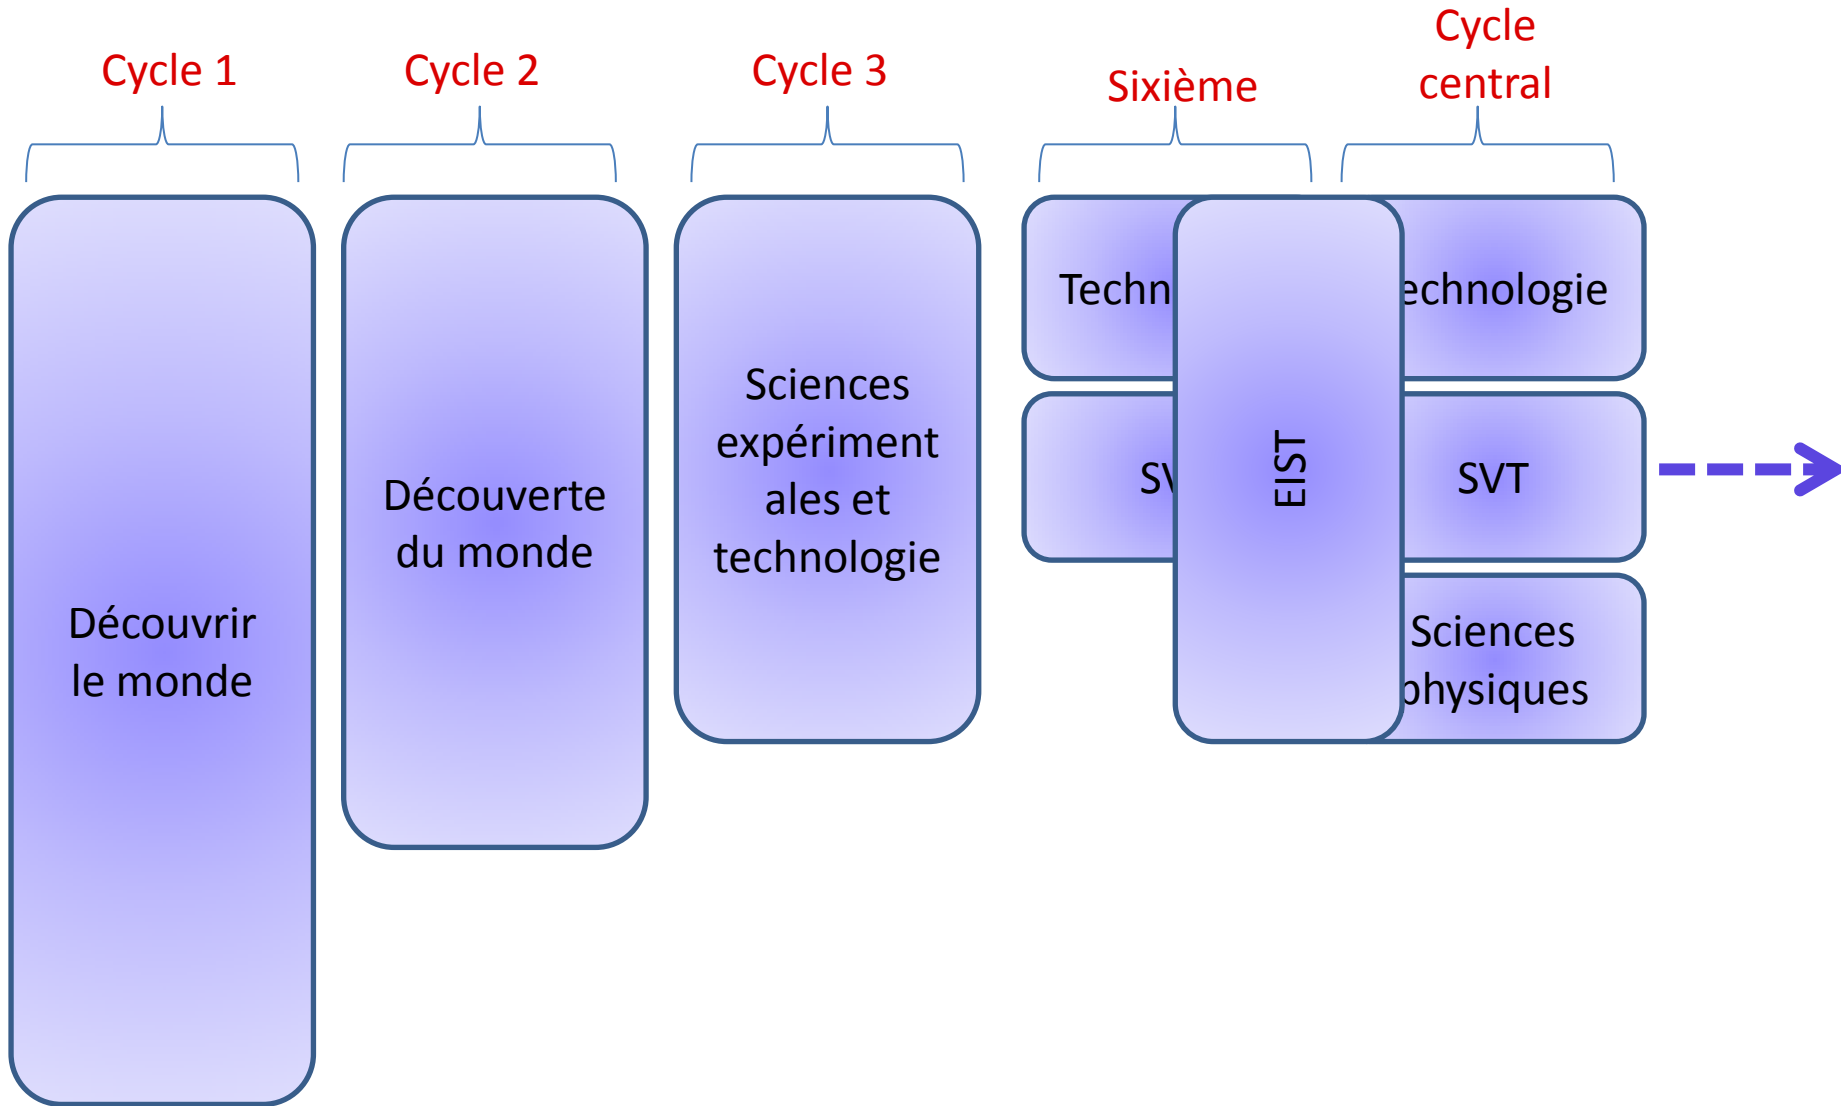 Cycle 1
Cycle 2
Cycle 3
Sixième
Cycle
central
Découvrir
le monde
Découverte
du monde
Sciences
expériment
ales et
technologie
Techn
SV
EIST
echnologie
SVT
Sciences
physiques